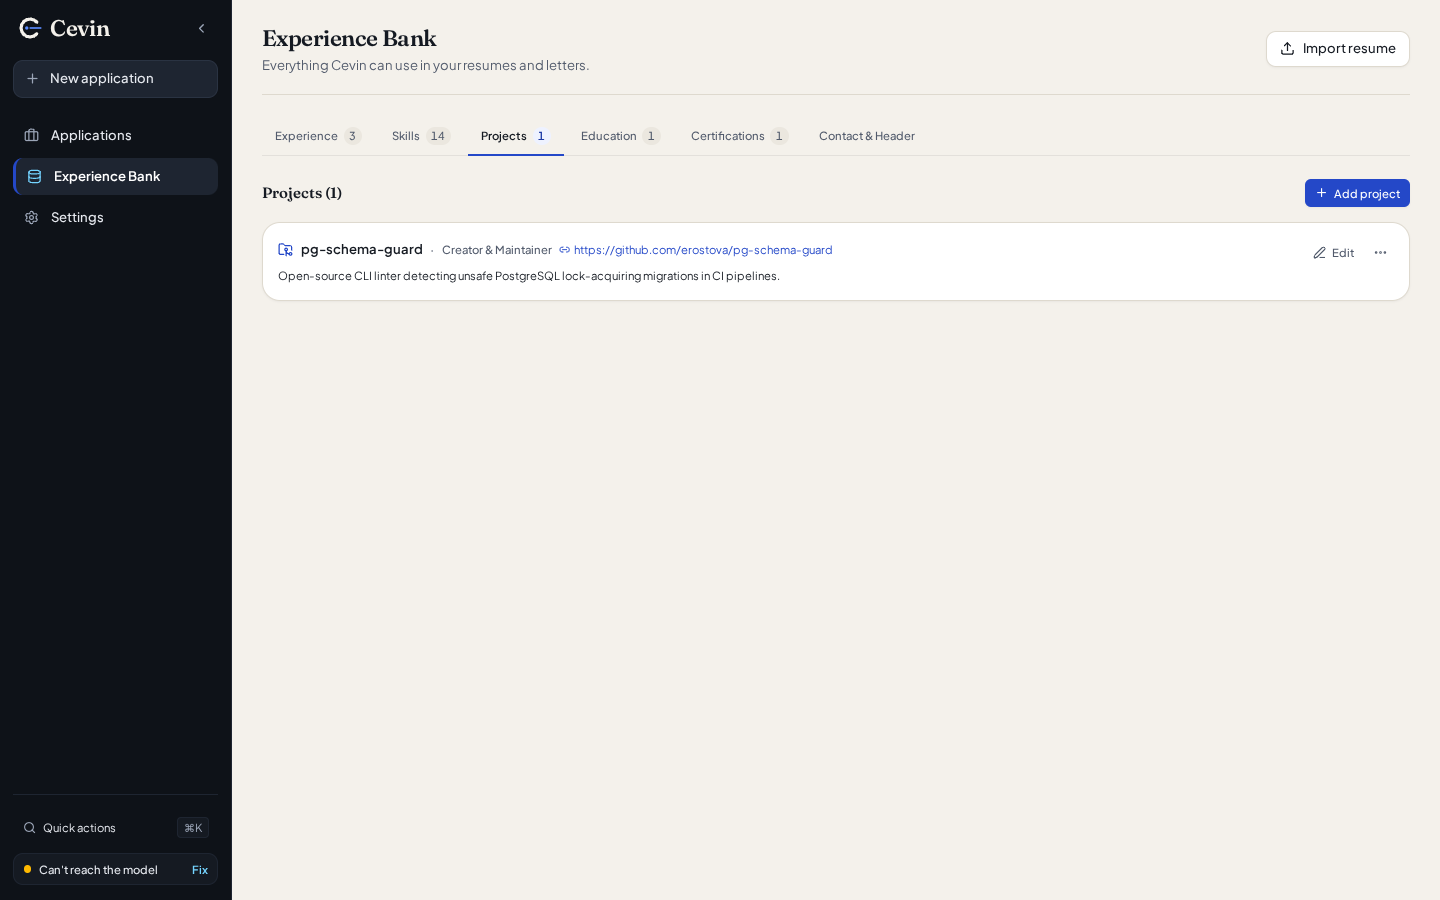 Cevin
New application
Applications
Experience Bank
Settings
Quick actions ⌘K
Can't reach the model Fix
Experience Bank
Everything Cevin can use in your resumes and letters.
Import resume
Experience 3 Skills 14 Projects 1 Education 1 Certifications 1 Contact & Header
Projects (1)
Add project
pg-schema-guard · Creator & Maintainer https://github.com/erostova/pg-schema-guard
Open-source CLI linter detecting unsafe PostgreSQL lock-acquiring migrations in CI pipelines.
Edit